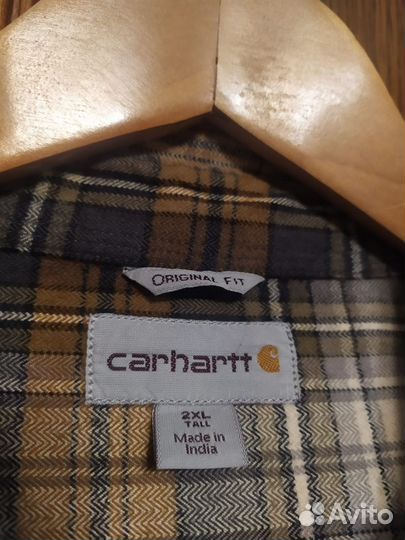 ORIGINAL FIT
carhartt
2XL
TALL
Made in
India
Avito